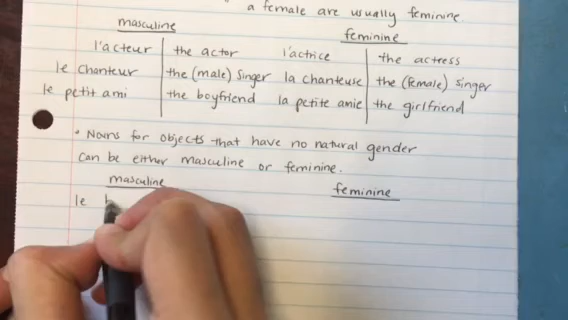 a female are usually feminine.
masculine feminine
l'acteur the actor l'actrice the actress
le chanteur the (male) singer la chanteuse the (female) singer
le petit ami the boyfriend la petite amie the girlfriend
• Nouns for objects that have no natural gender
can be either masculine or feminine.
masculine feminine
le